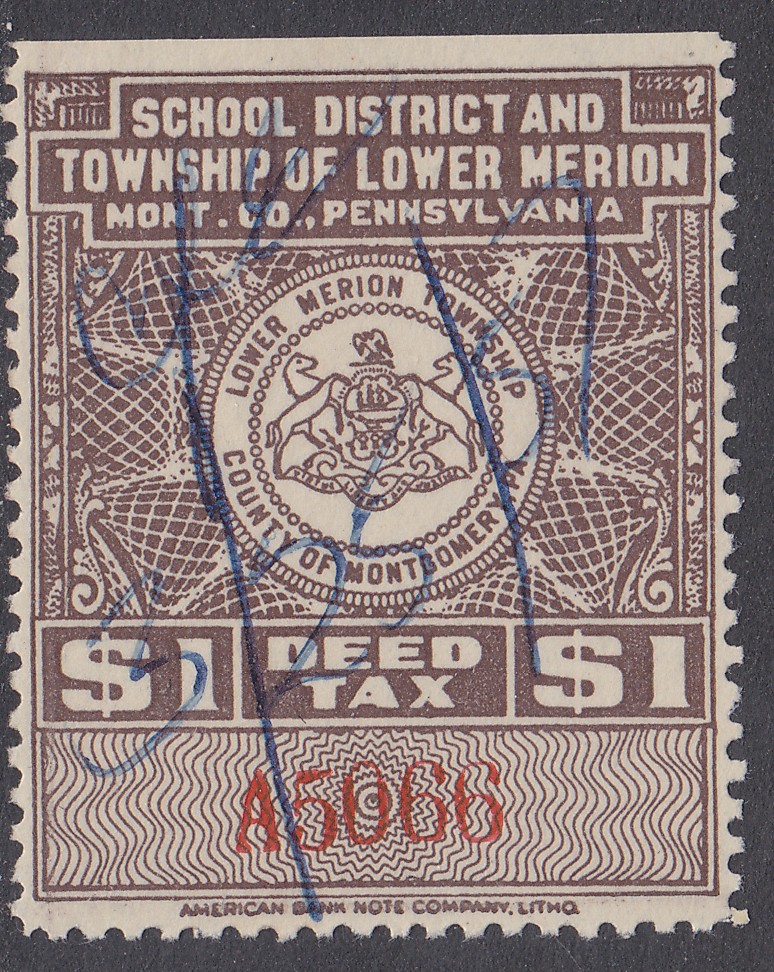 SCHOOL DISTRICT AND
TOWNSHIP OF LOWER MERION
MONT. CO., PENNSYLVANIA
LOWER MERION TOWNSHIP
COUNTY OF MONTGOMERY
$1
DEED
TAX
$1
A5066
AMERICAN BANK NOTE COMPANY, LITHO.